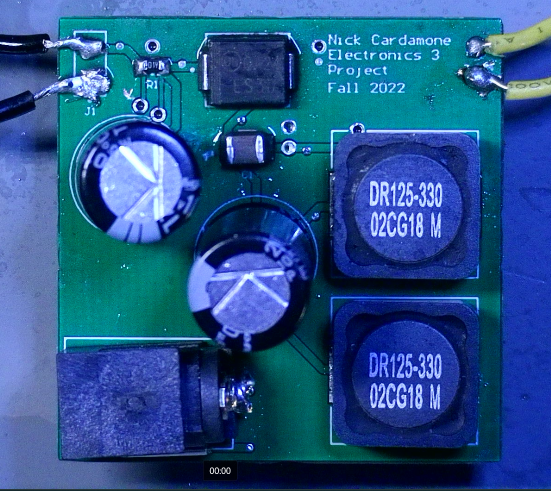 Nick Cardamone
Electronics 3
Project
Fall 2022
R1
J1
DR125-330
02CG18 M
DR125-330
02CG18 M
00:00